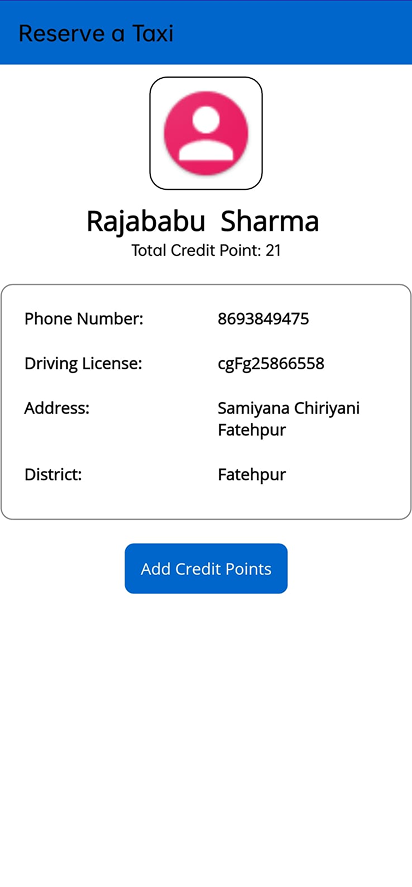 Reserve a Taxi
Rajababu Sharma
Total Credit Point: 21
Phone Number: 8693849475
Driving License: cgFg25866558
Address: Samiyana Chiriyani
Fatehpur
District: Fatehpur
Add Credit Points